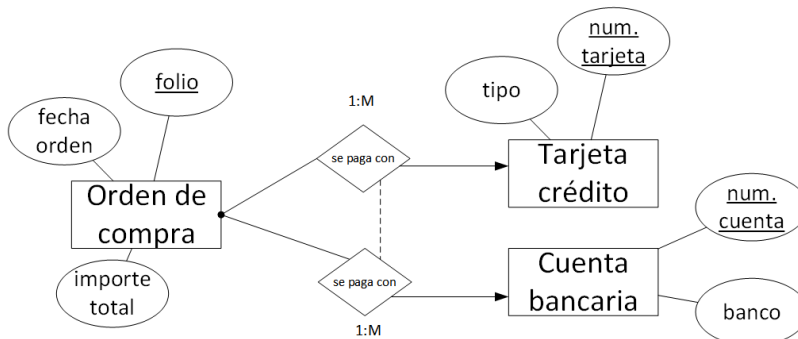 num.
tarjeta
folio
tipo
1:M
fecha
orden
se paga con
Tarjeta
crédito
Orden de
compra
num.
cuenta
importe
total
se paga con
Cuenta
bancaria
banco
1:M